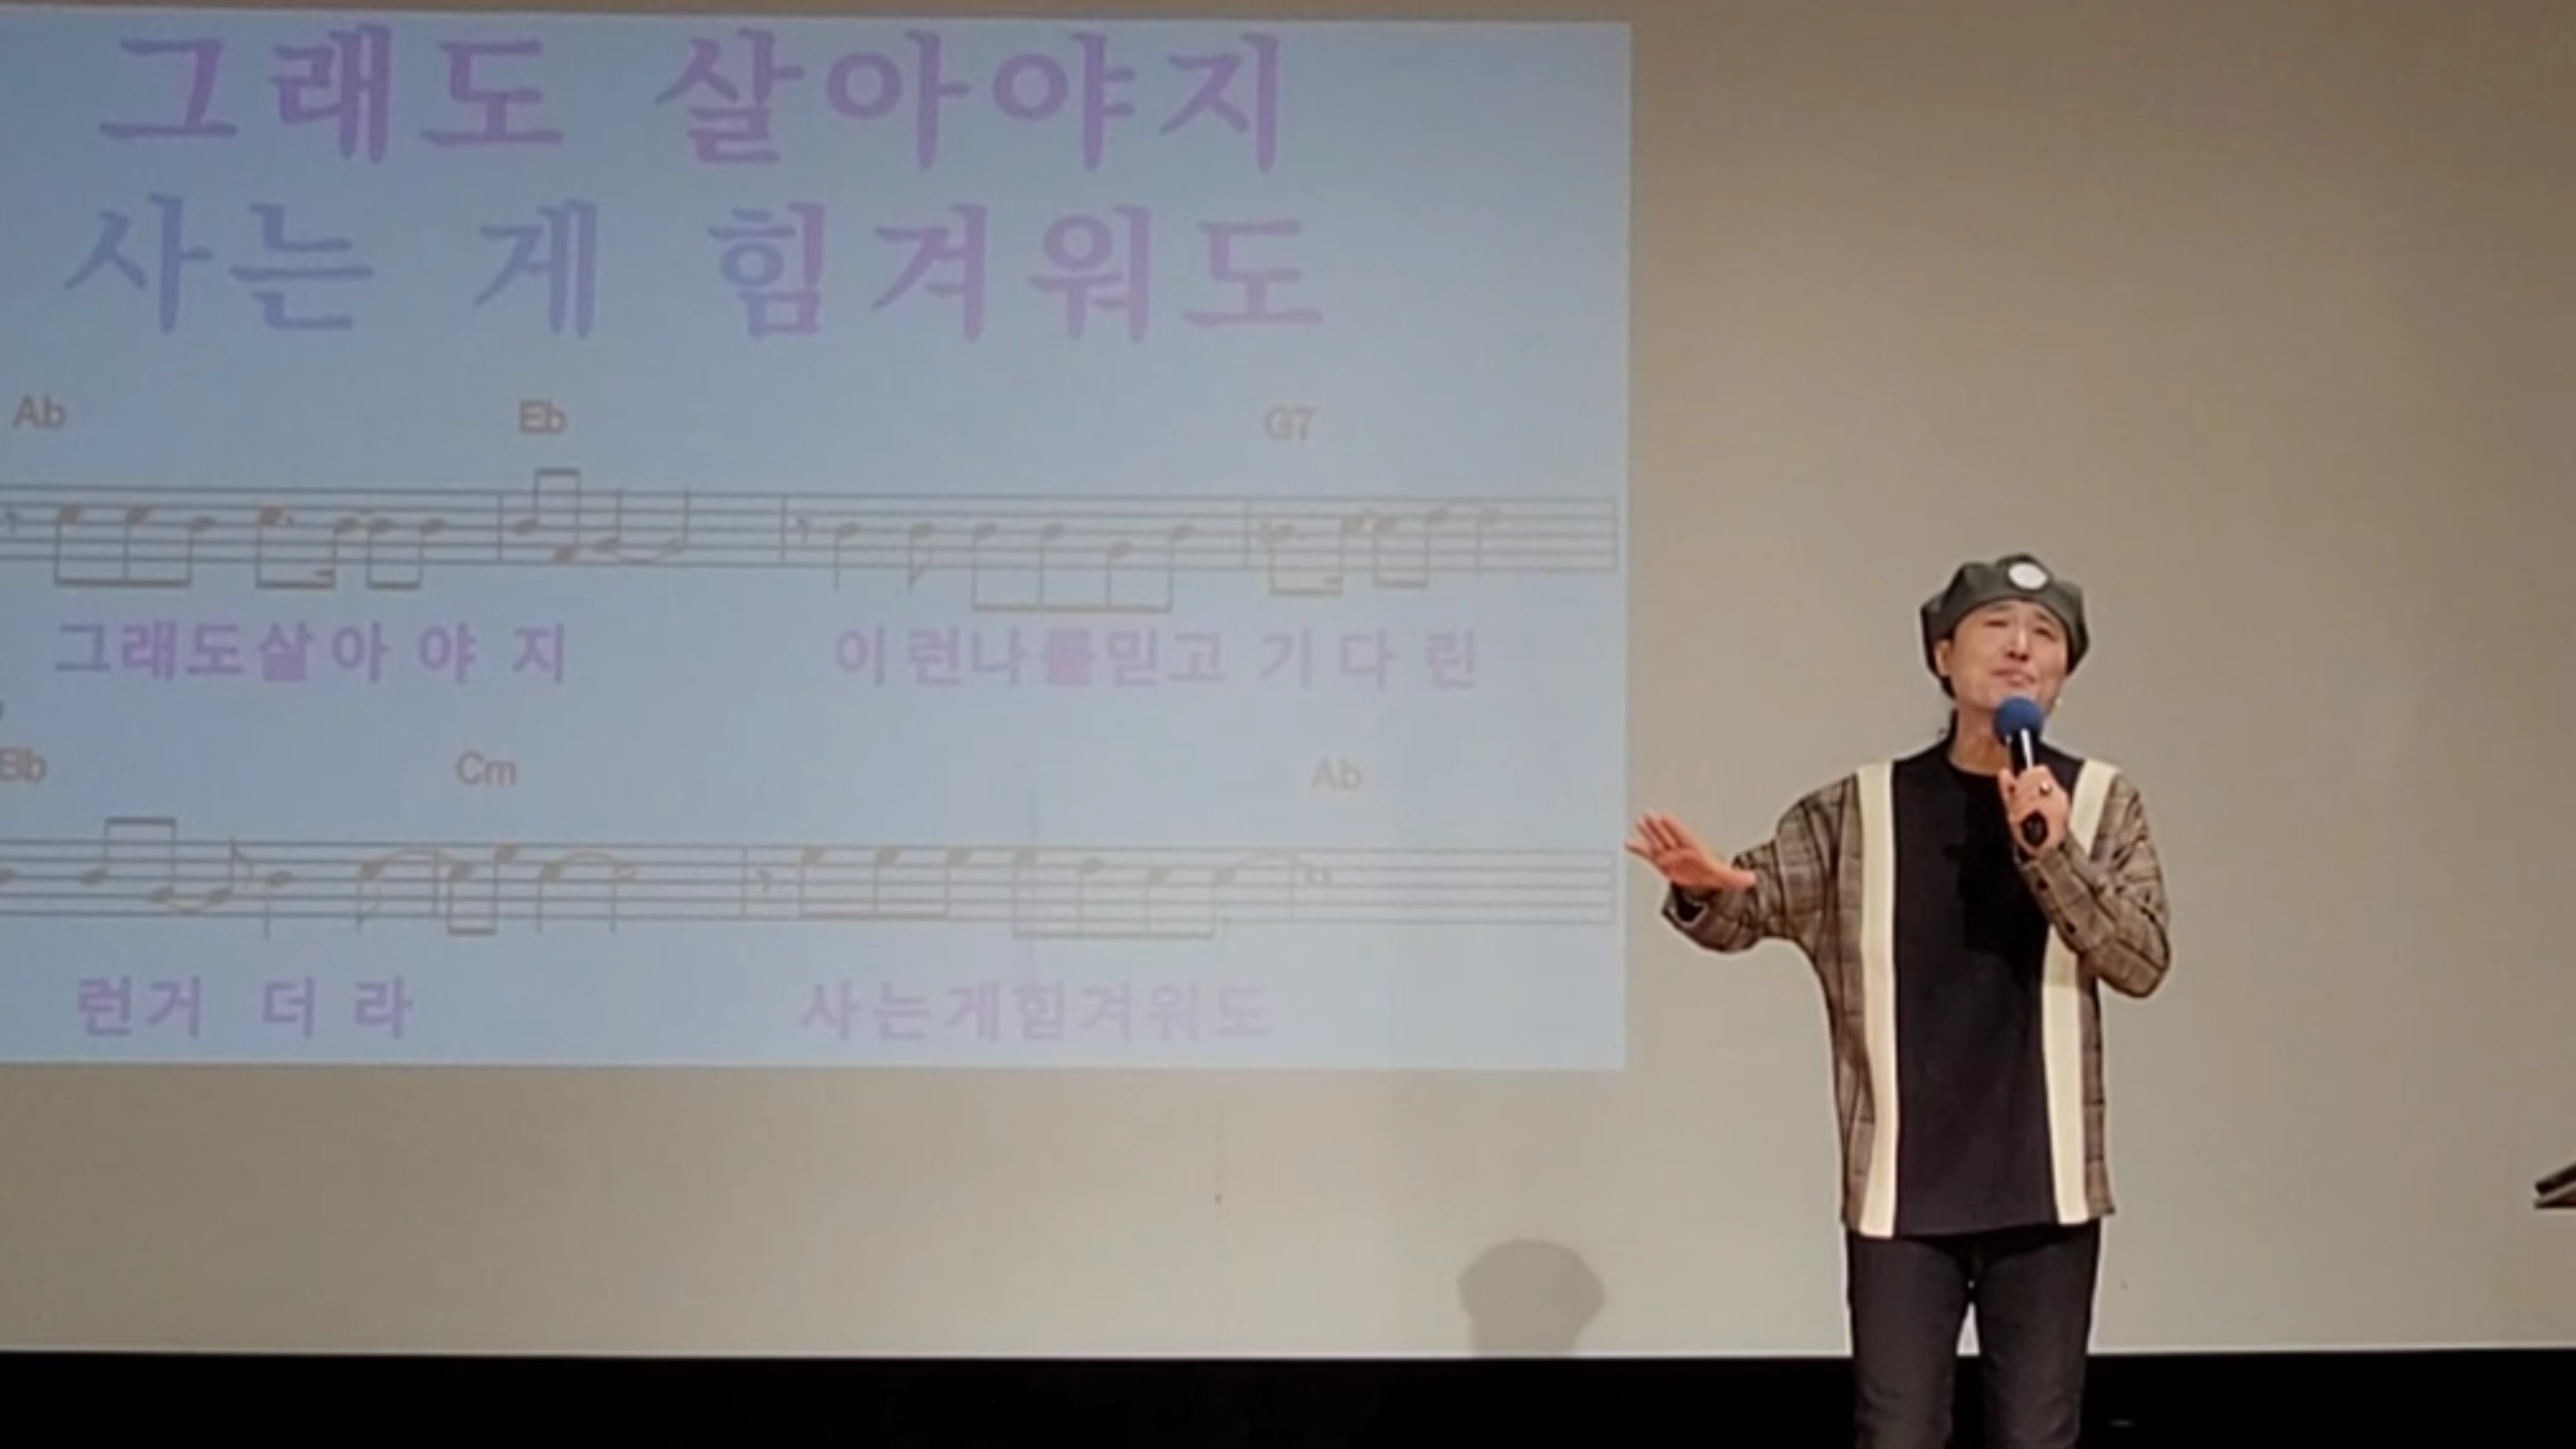 그래도 살아야지
사는 게 힘겨워도
Ab Eb G7
그래도살아 야 지 이런나를믿고 기 다 린
Bb Cm Ab
런거 더 라 사는게힘겨워도